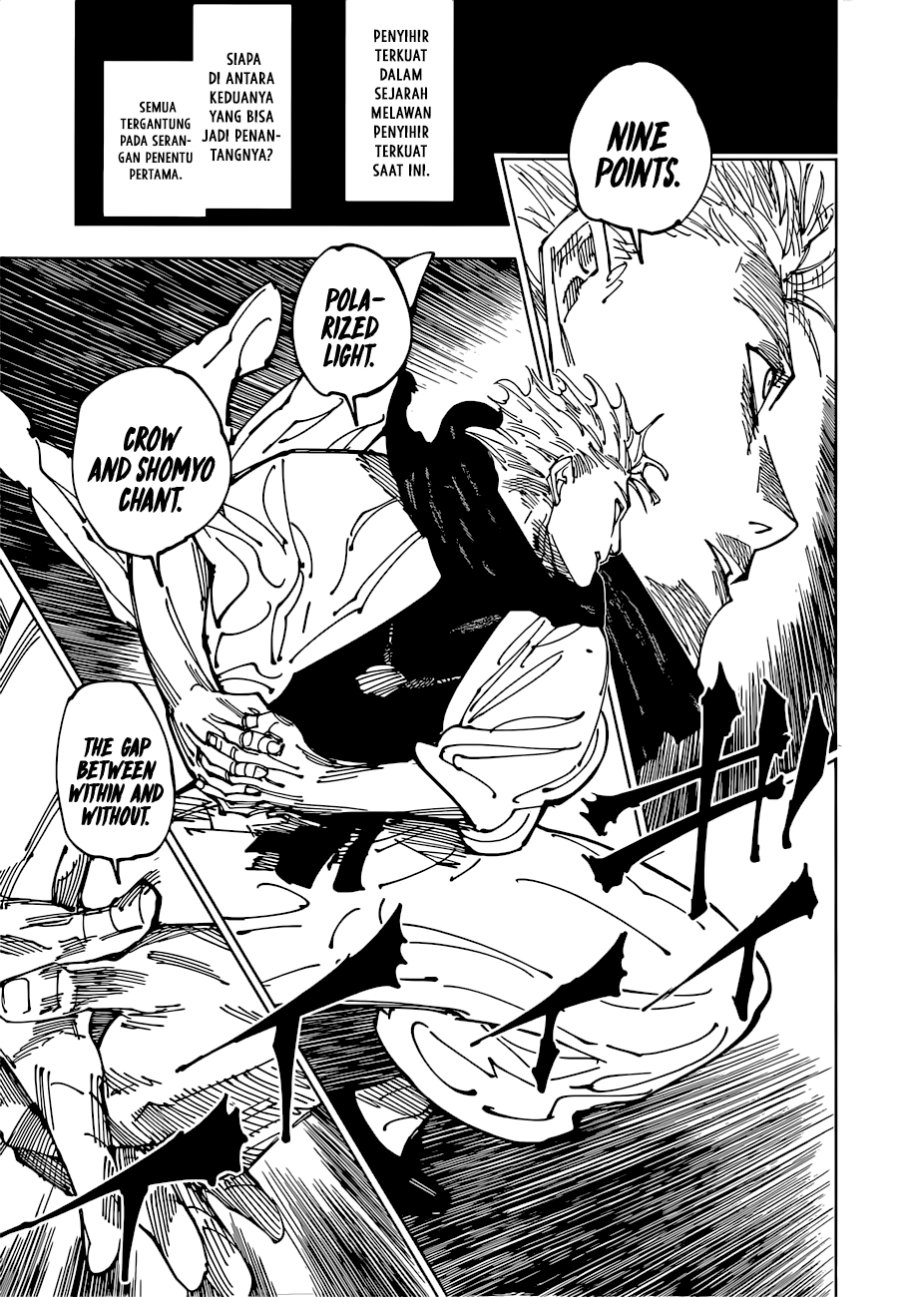 PENYIHIR
TERKUAT
DALAM
SEJARAH
MELAWAN
PENYIHIR
TERKUAT
SAAT INI.
SIAPA
DI ANTARA
KEDUANYA
YANG BISA
JADI PENAN-
TANGNYA?
SEMUA
TERGANTUNG
PADA SERAN-
GAN PENENTU
PERTAMA.
NINE
POINTS.
POLA-
RIZED
LIGHT.
CROW
AND SHOMYO
CHANT.
THE GAP
BETWEEN
WITHIN AND
WITHOUT.